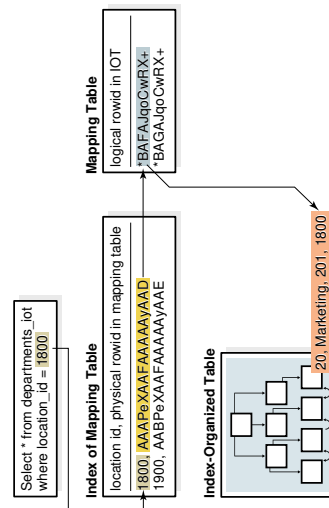 Select * from departments_iot
where location_id = 1800
Index of Mapping Table
location id, physical rowid in mapping table
1800, AAAPeXAAFAAAAAyAAD
1900, AABPeXAAFAAAAAyAAE
Mapping Table
logical rowid in IOT
*BAFAJqoCwRX+
*BAGAJqoCwRX+
Index-Organized Table
20, Marketing, 201, 1800